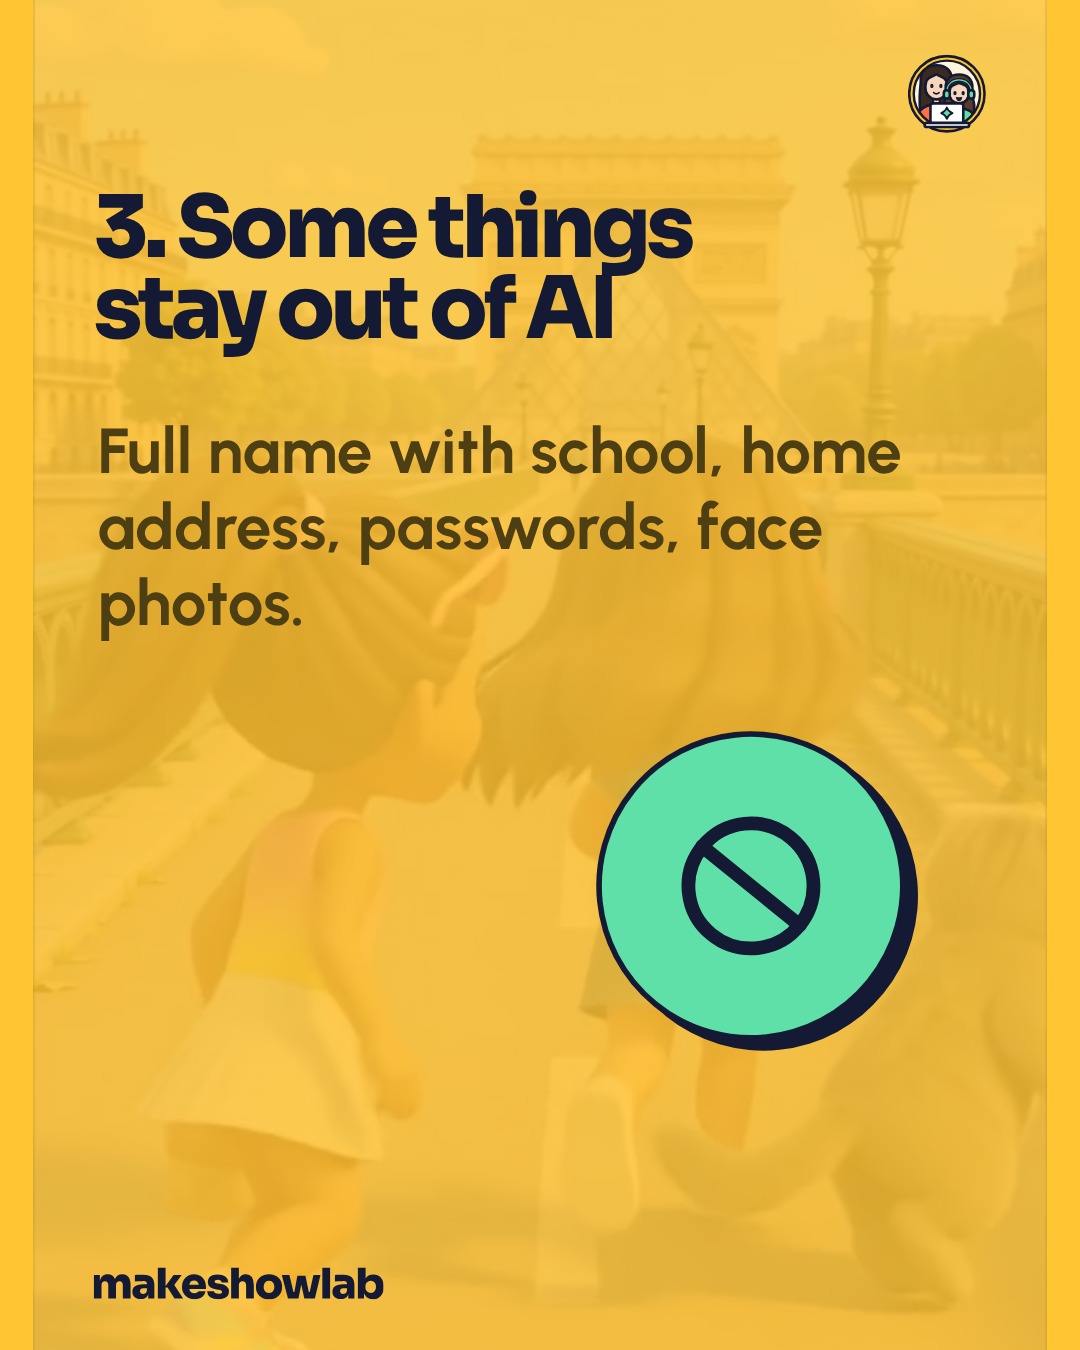 3. Some things
stay out of AI
Full name with school, home
address, passwords, face
photos.
makeshowlab